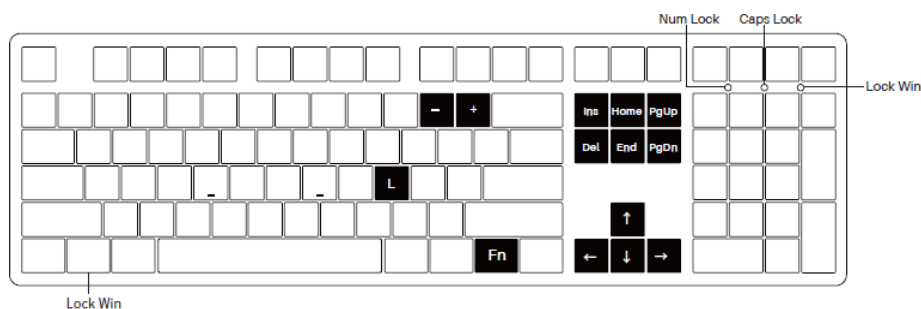 Num Lock Caps Lock
Lock Win
- + Ins Home PgUp
Del End PgDn
L
↑
Fn ← ↓ →
Lock Win